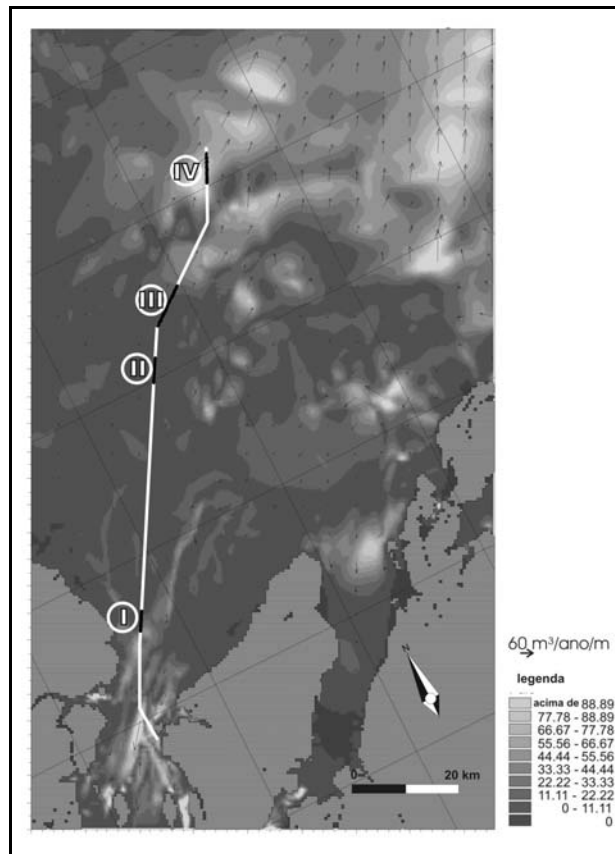 IV
III
II
I
N
0 20 km
60 m³/ano/m
legenda
acima de 88.89
77.78 - 88.89
66.67 - 77.78
55.56 - 66.67
44.44 - 55.56
33.33 - 44.44
22.22 - 33.33
11.11 - 22.22
0 - 11.11
0